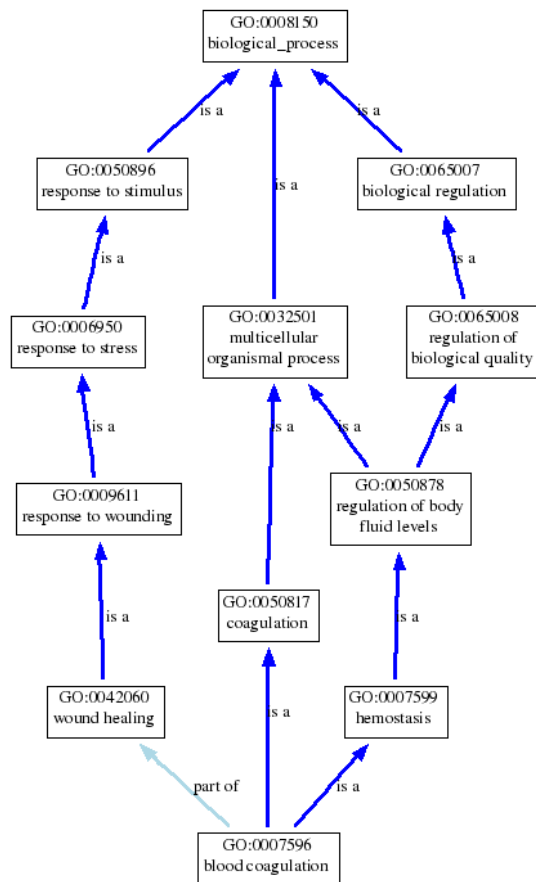 GO:0008150
biological_process
is a
is a
is a
GO:0050896
response to stimulus
GO:0065007
biological regulation
is a
is a
GO:0006950
response to stress
GO:0032501
multicellular
organismal process
GO:0065008
regulation of
biological quality
is a
is a
is a
is a
GO:0009611
response to wounding
GO:0050878
regulation of body
fluid levels
is a
is a
GO:0050817
coagulation
GO:0042060
wound healing
GO:0007599
hemostasis
is a
part of
is a
GO:0007596
blood coagulation